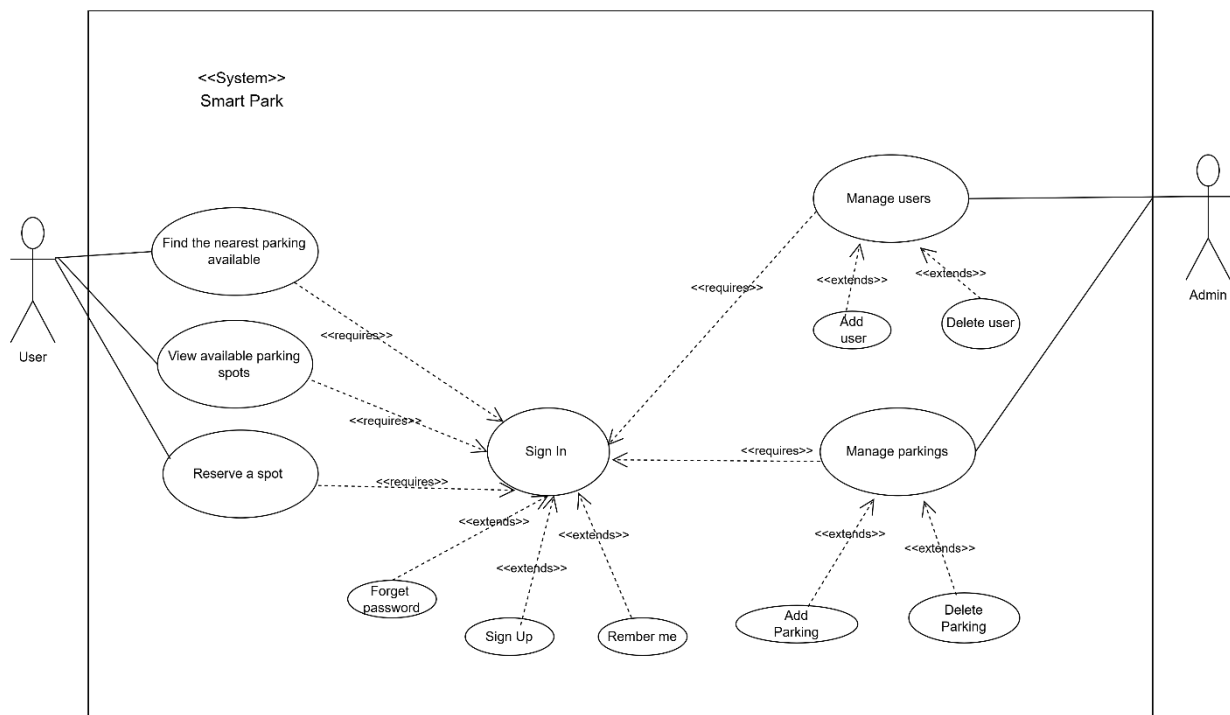 <<System>>
Smart Park
Manage users
Find the nearest parking
available
<<extends>>
<<extends>>
<<requires>>
Admin
Add
user
Delete user
<<requires>>
User
View available parking
spots
<<requires>>
Sign In
<<requires>>
Manage parkings
Reserve a spot
<<requires>>
<<extends>>
<<extends>>
<<extends>>
<<extends>>
<<extends>>
Forget
password
Sign Up
Rember me
Add
Parking
Delete
Parking